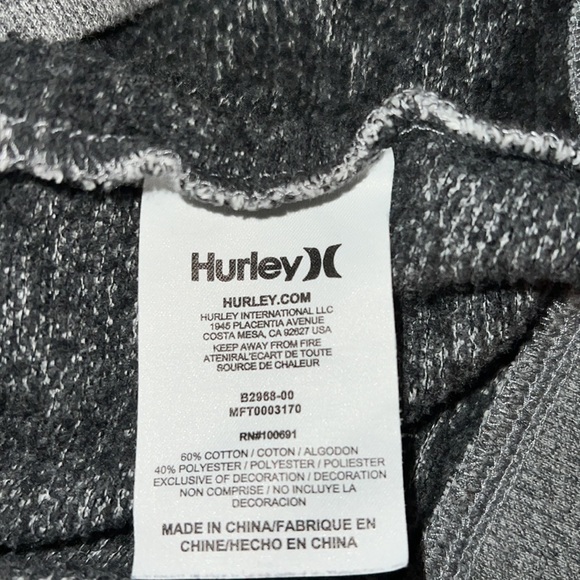 Hurley
HURLEY.COM
HURLEY INTERNATIONAL LLC
1945 PLACENTIA AVENUE
COSTA MESA, CA 92627 USA
KEEP AWAY FROM FIRE
ATENIRAL'ECART DE TOUTE
SOURCE DE CHALEUR
B2968-00
MFT0003170
RN#100691
60% COTTON / COTON / ALGODON
40% POLYESTER / POLYESTER / POLIESTER
EXCLUSIVE OF DECORATION / DECORATION
NON COMPRISE / NO INCLUYE LA
DECORACION
MADE IN CHINA/FABRIQUE EN
CHINE/HECHO EN CHINA